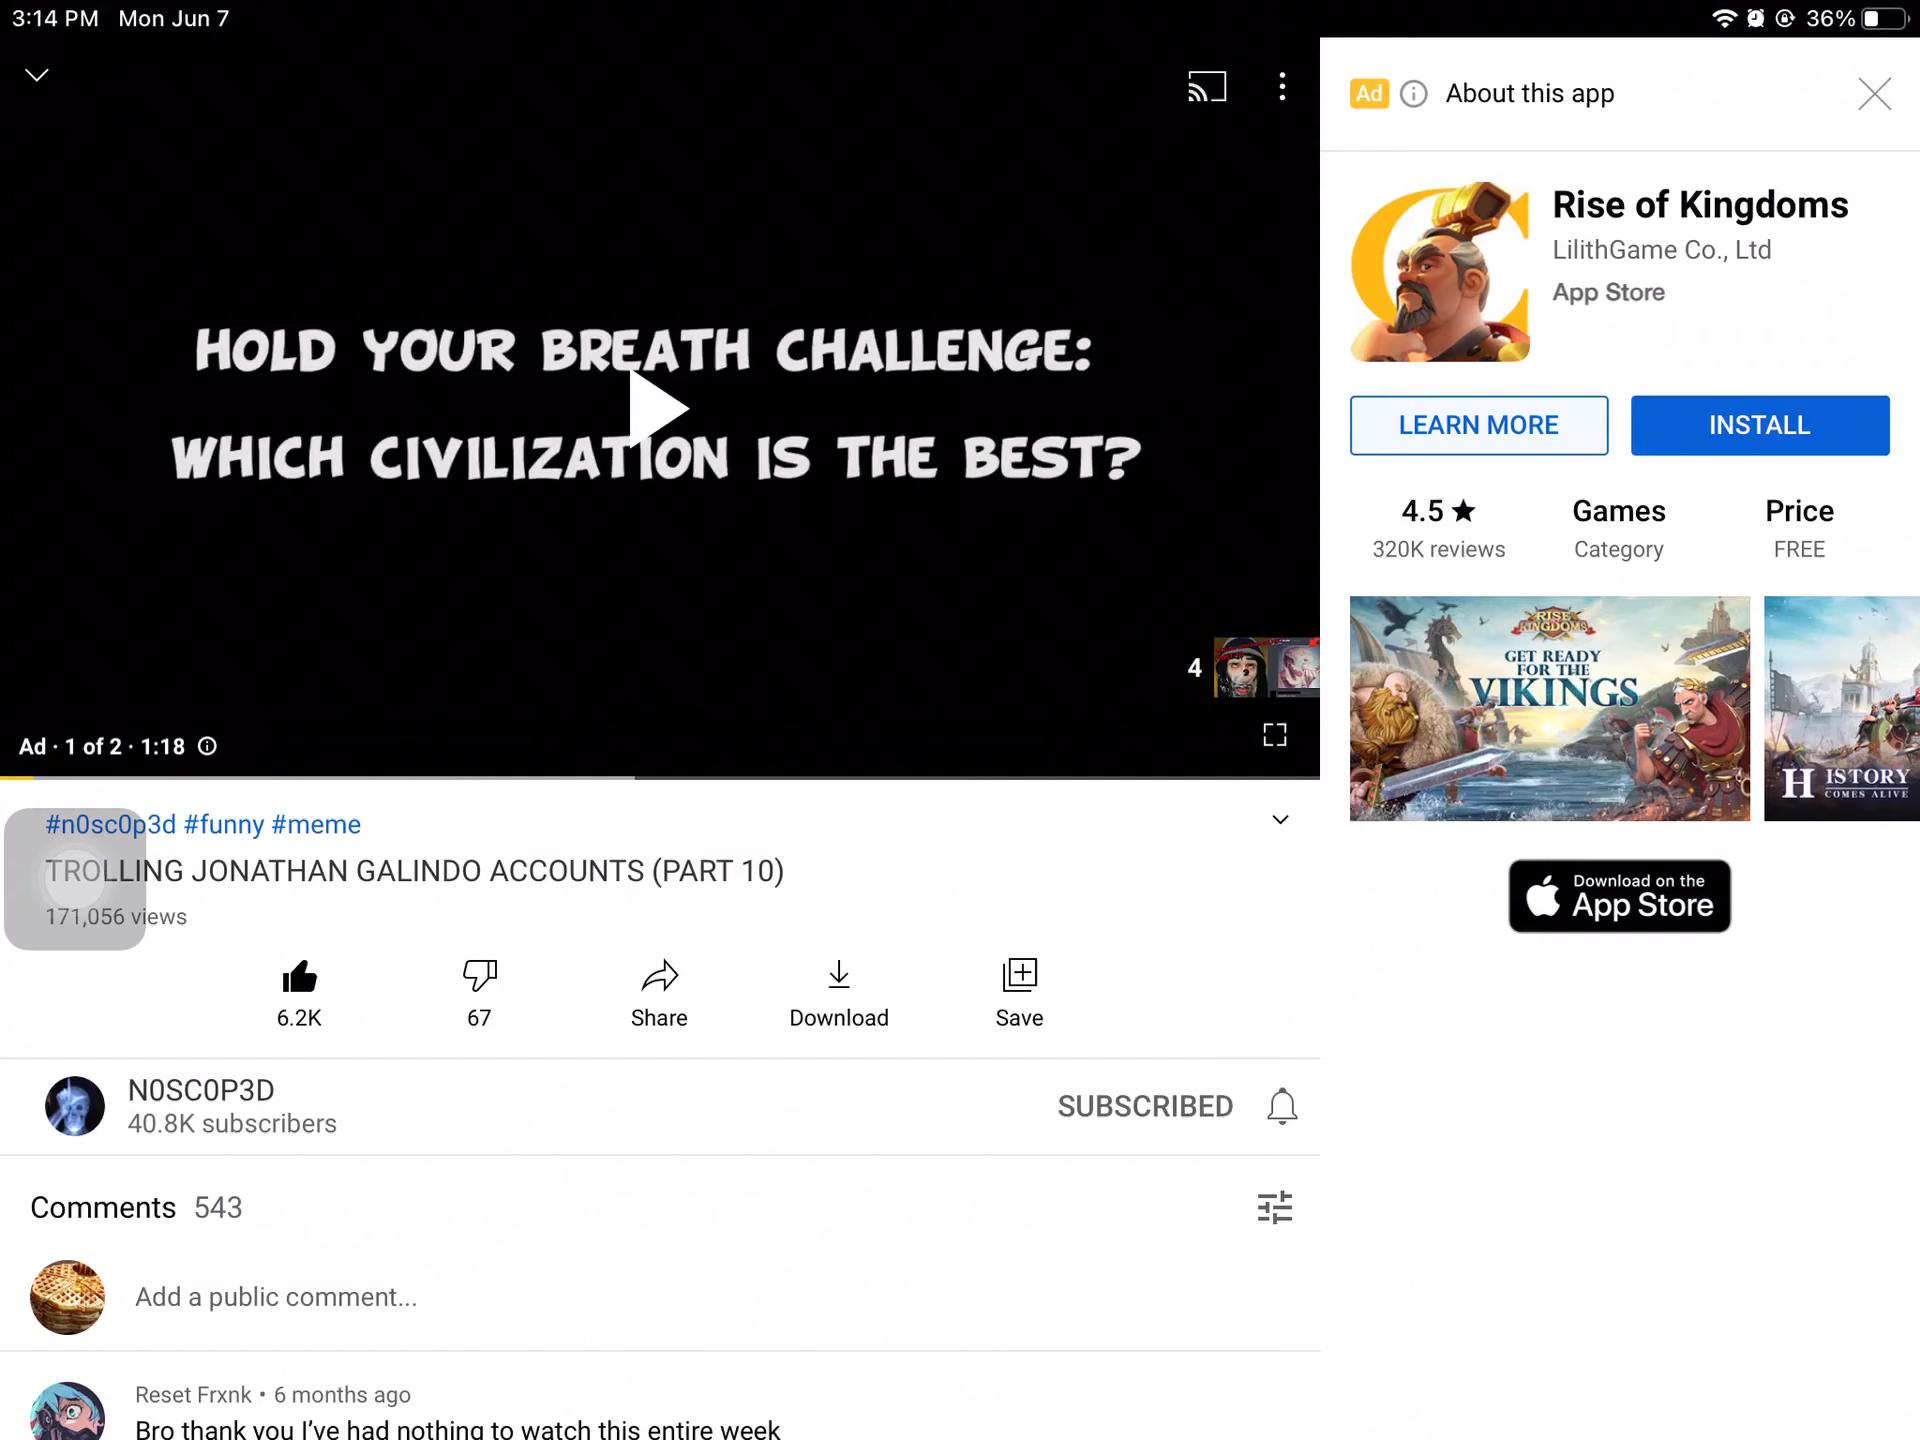 3:14 PM Mon Jun 7
36%
HOLD YOUR BREATH CHALLENGE:
WHICH CIVILIZATION IS THE BEST?
4
Ad · 1 of 2 · 1:18
#n0sc0p3d #funny #meme
TROLLING JONATHAN GALINDO ACCOUNTS (PART 10)
171,056 views
6.2K
67
Share
Download
Save
N0SC0P3D
40.8K subscribers
SUBSCRIBED
Comments 543
Add a public comment...
Reset Frxnk • 6 months ago
Bro thank you I've had nothing to watch this entire week
Ad About this app
Rise of Kingdoms
LilithGame Co., Ltd
App Store
LEARN MORE
INSTALL
4.5 ★ Games Price
320K reviews Category FREE
RISE OF KINGDOMS
GET READY
FOR THE
VIKINGS
HISTORY
COMES ALIVE
Download on the
App Store